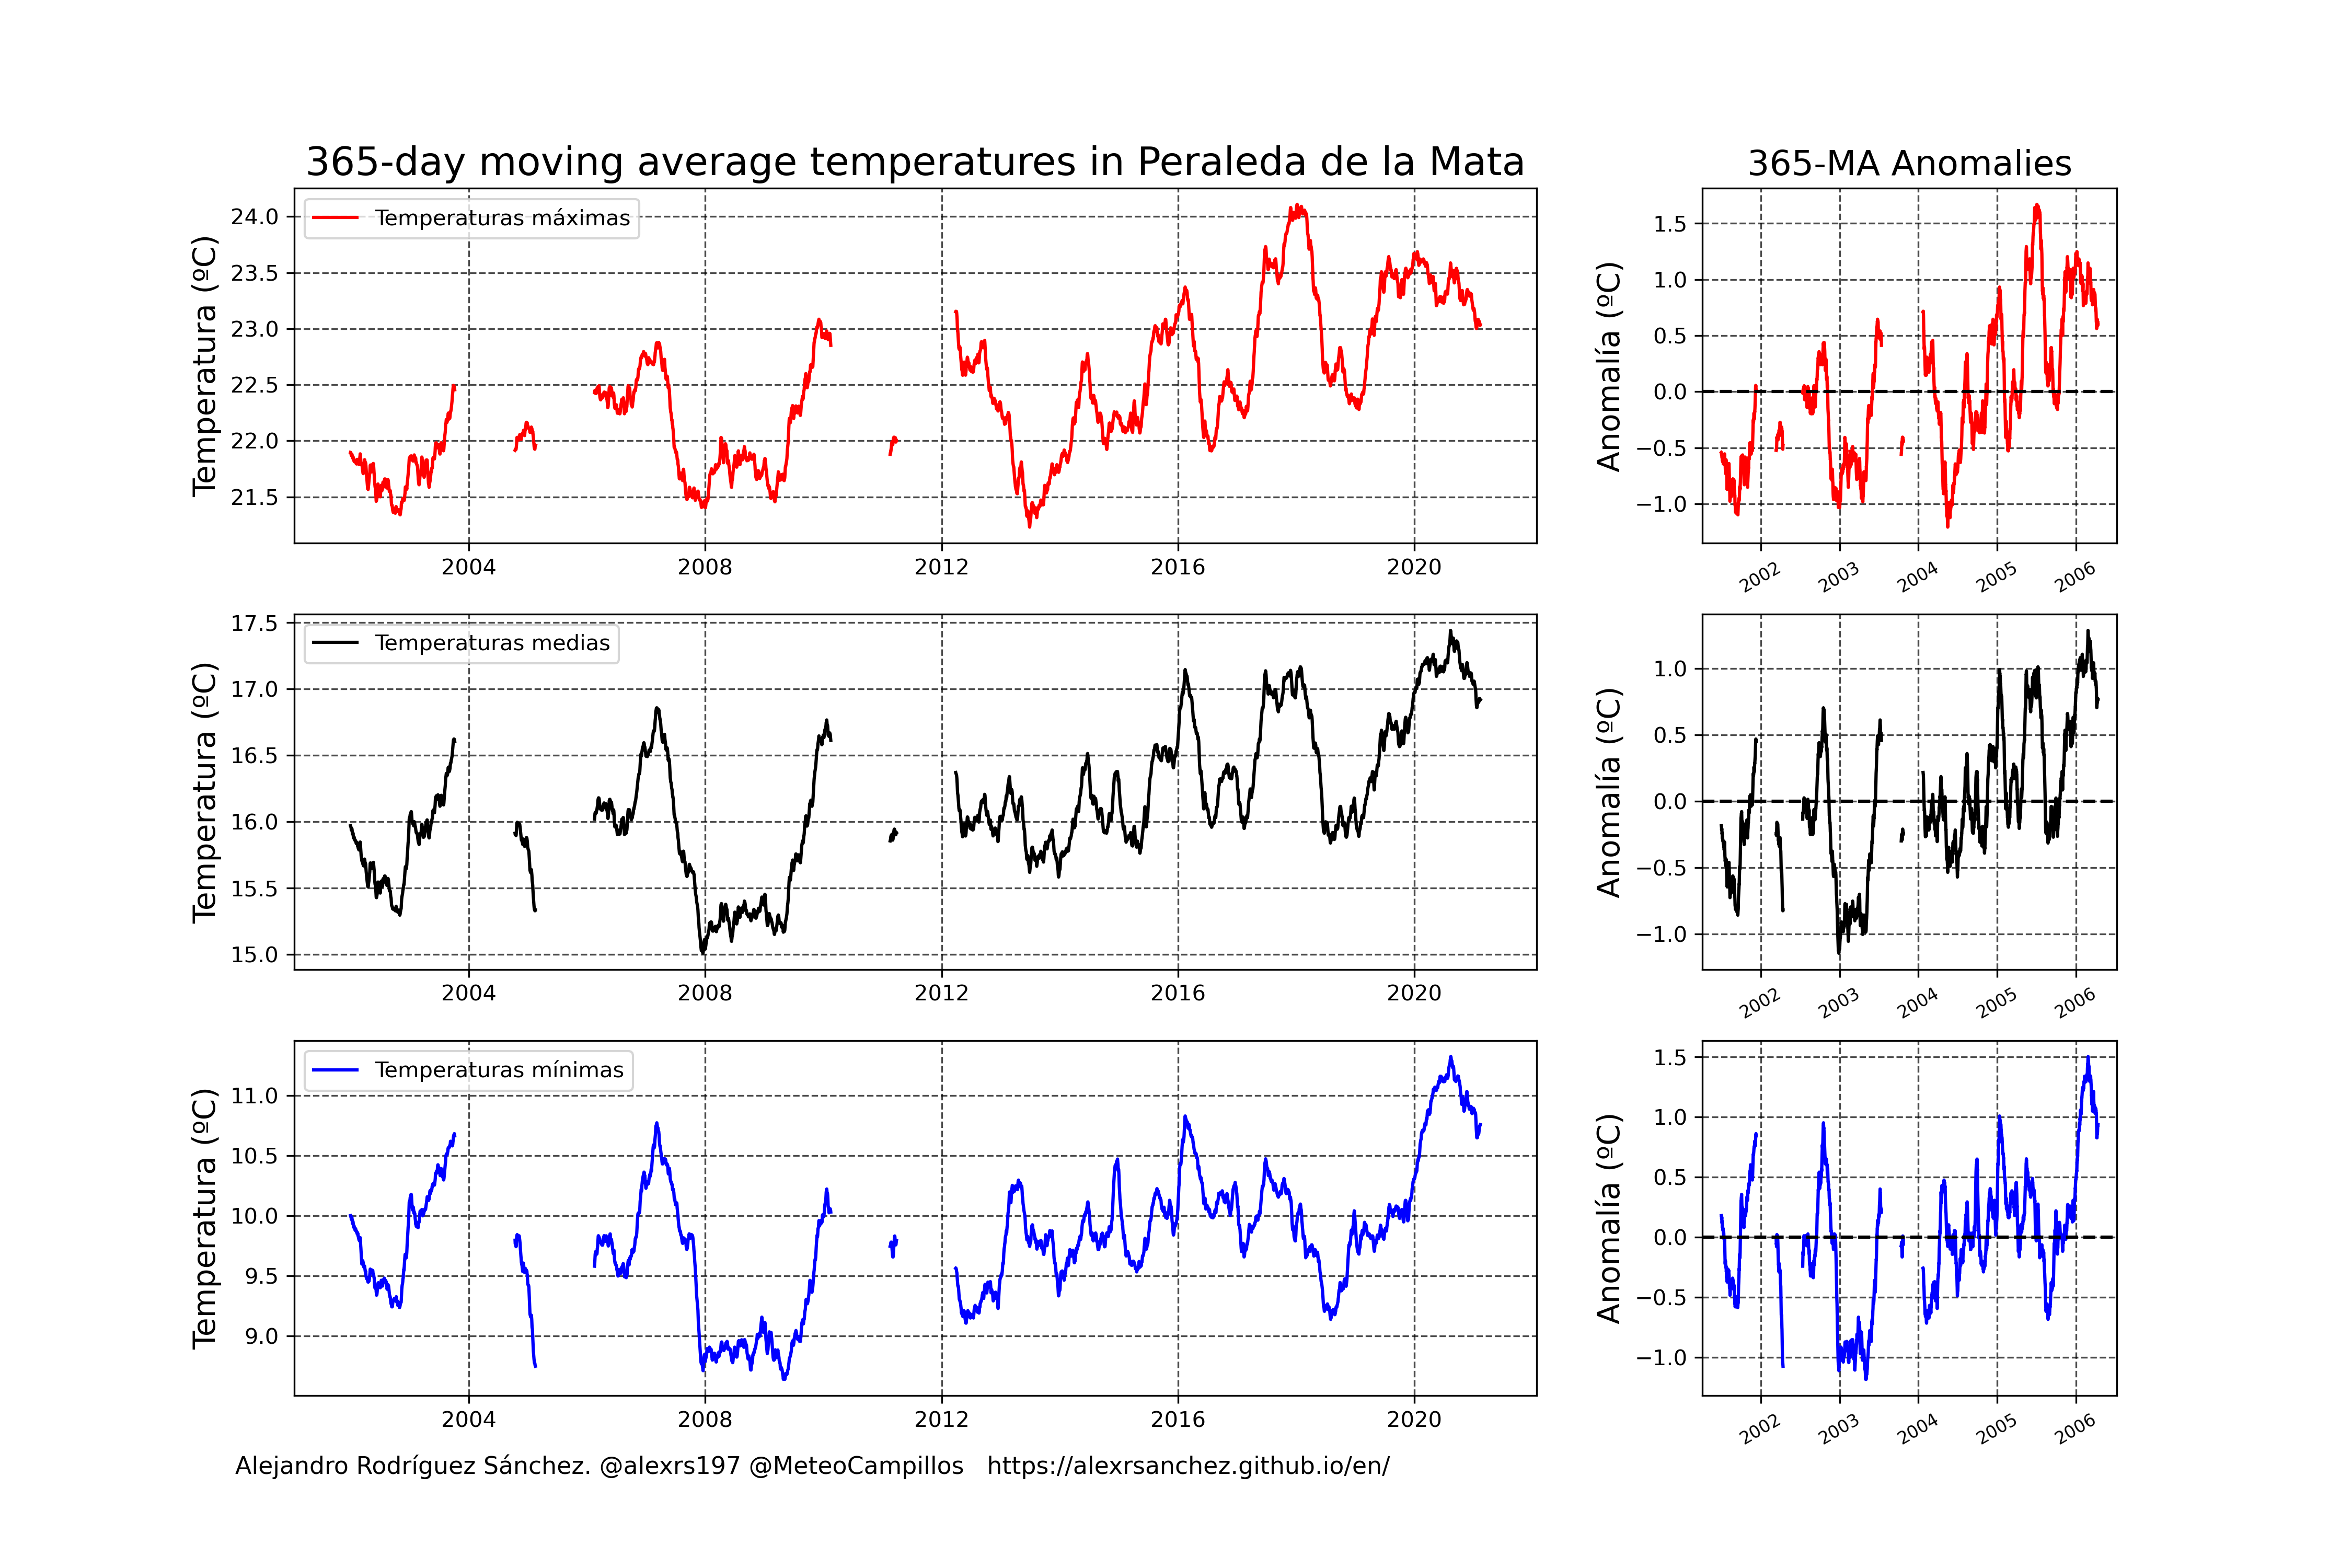 365-day moving average temperatures in Peraleda de la Mata
365-MA Anomalies
Temperatura (ºC)
24.0
23.5
23.0
22.5
22.0
21.5
Temperaturas máximas
2004 2008 2012 2016 2020
Anomalía (ºC)
1.5
1.0
0.5
0.0
−0.5
−1.0
2002 2003 2004 2005 2006
Temperatura (ºC)
17.5
17.0
16.5
16.0
15.5
15.0
Temperaturas medias
2004 2008 2012 2016 2020
Anomalía (ºC)
1.0
0.5
0.0
−0.5
−1.0
2002 2003 2004 2005 2006
Temperatura (ºC)
11.0
10.5
10.0
9.5
9.0
Temperaturas mínimas
2004 2008 2012 2016 2020
Anomalía (ºC)
1.5
1.0
0.5
0.0
−0.5
−1.0
2002 2003 2004 2005 2006
Alejandro Rodríguez Sánchez. @alexrs197 @MeteoCampillos https://alexrsanchez.github.io/en/